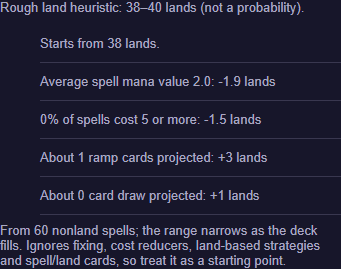 Rough land heuristic: 38–40 lands (not a probability).
Starts from 38 lands.
Average spell mana value 2.0: -1.9 lands
0% of spells cost 5 or more: -1.5 lands
About 1 ramp cards projected: +3 lands
About 0 card draw projected: +1 lands
From 60 nonland spells; the range narrows as the deck
fills. Ignores fixing, cost reducers, land-based strategies
and spell/land cards, so treat it as a starting point.